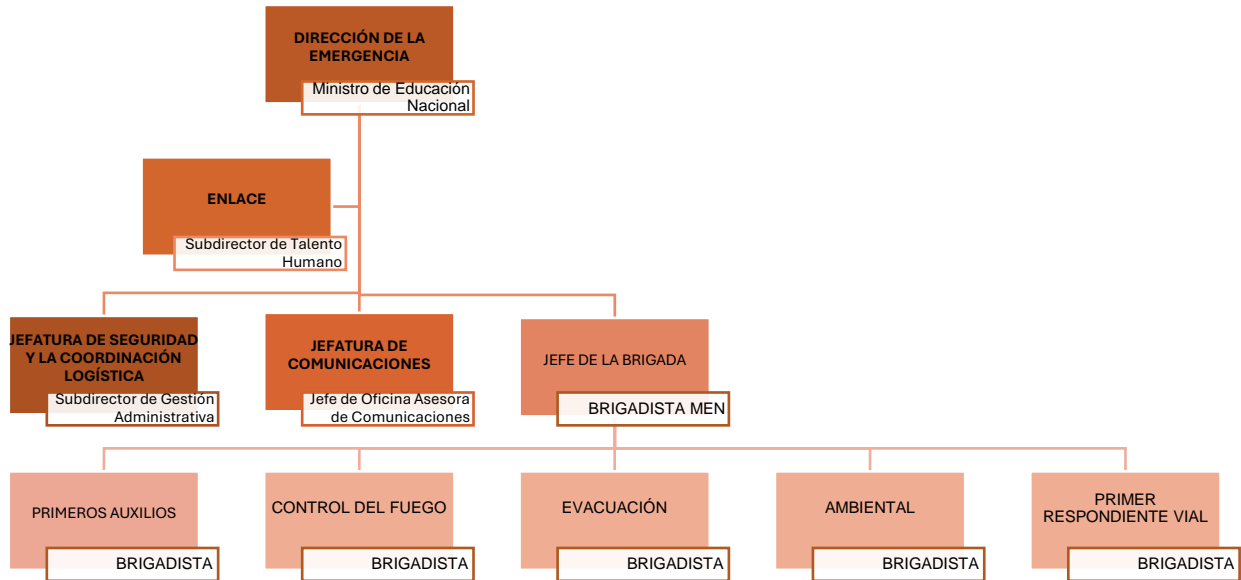 DIRECCIÓN DE LA
EMERGENCIA
Ministro de Educación
Nacional
ENLACE
Subdirector de Talento
Humano
JEFATURA DE SEGURIDAD
Y LA COORDINACIÓN
LOGÍSTICA
Subdirector de Gestión
Administrativa
JEFATURA DE
COMUNICACIONES
Jefe de Oficina Asesora
de Comunicaciones
JEFE DE LA BRIGADA
BRIGADISTA MEN
PRIMEROS AUXILIOS
BRIGADISTA
CONTROL DEL FUEGO
BRIGADISTA
EVACUACIÓN
BRIGADISTA
AMBIENTAL
BRIGADISTA
PRIMER
RESPONDIENTE VIAL
BRIGADISTA